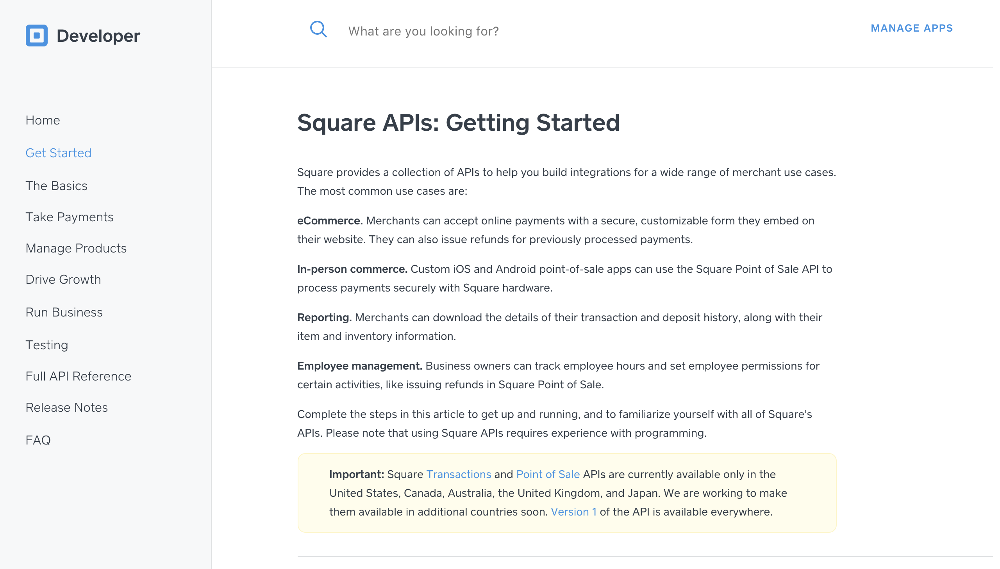 Developer
What are you looking for?
MANAGE APPS
Home
Get Started
The Basics
Take Payments
Manage Products
Drive Growth
Run Business
Testing
Full API Reference
Release Notes
FAQ
Square APIs: Getting Started
Square provides a collection of APIs to help you build integrations for a wide range of merchant use cases.
The most common use cases are:
eCommerce. Merchants can accept online payments with a secure, customizable form they embed on
their website. They can also issue refunds for previously processed payments.
In-person commerce. Custom iOS and Android point-of-sale apps can use the Square Point of Sale API to
process payments securely with Square hardware.
Reporting. Merchants can download the details of their transaction and deposit history, along with their
item and inventory information.
Employee management. Business owners can track employee hours and set employee permissions for
certain activities, like issuing refunds in Square Point of Sale.
Complete the steps in this article to get up and running, and to familiarize yourself with all of Square's
APIs. Please note that using Square APIs requires experience with programming.
Important: Square Transactions and Point of Sale APIs are currently available only in the
United States, Canada, Australia, the United Kingdom, and Japan. We are working to make
them available in additional countries soon. Version 1 of the API is available everywhere.